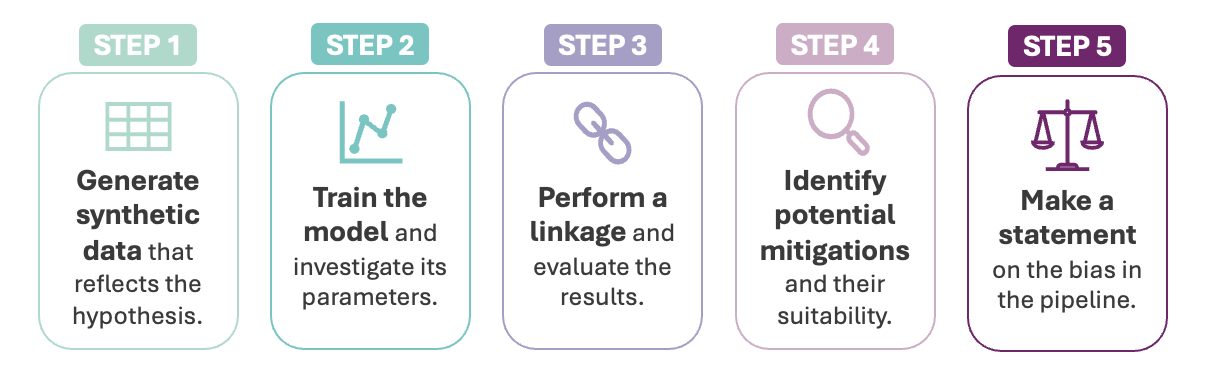 STEP 1
Generate
synthetic
data that
reflects the
hypothesis.
STEP 2
Train the
model and
investigate its
parameters.
STEP 3
Perform a
linkage and
evaluate the
results.
STEP 4
Identify
potential
mitigations
and their
suitability.
STEP 5
Make a
statement
on the bias in
the pipeline.